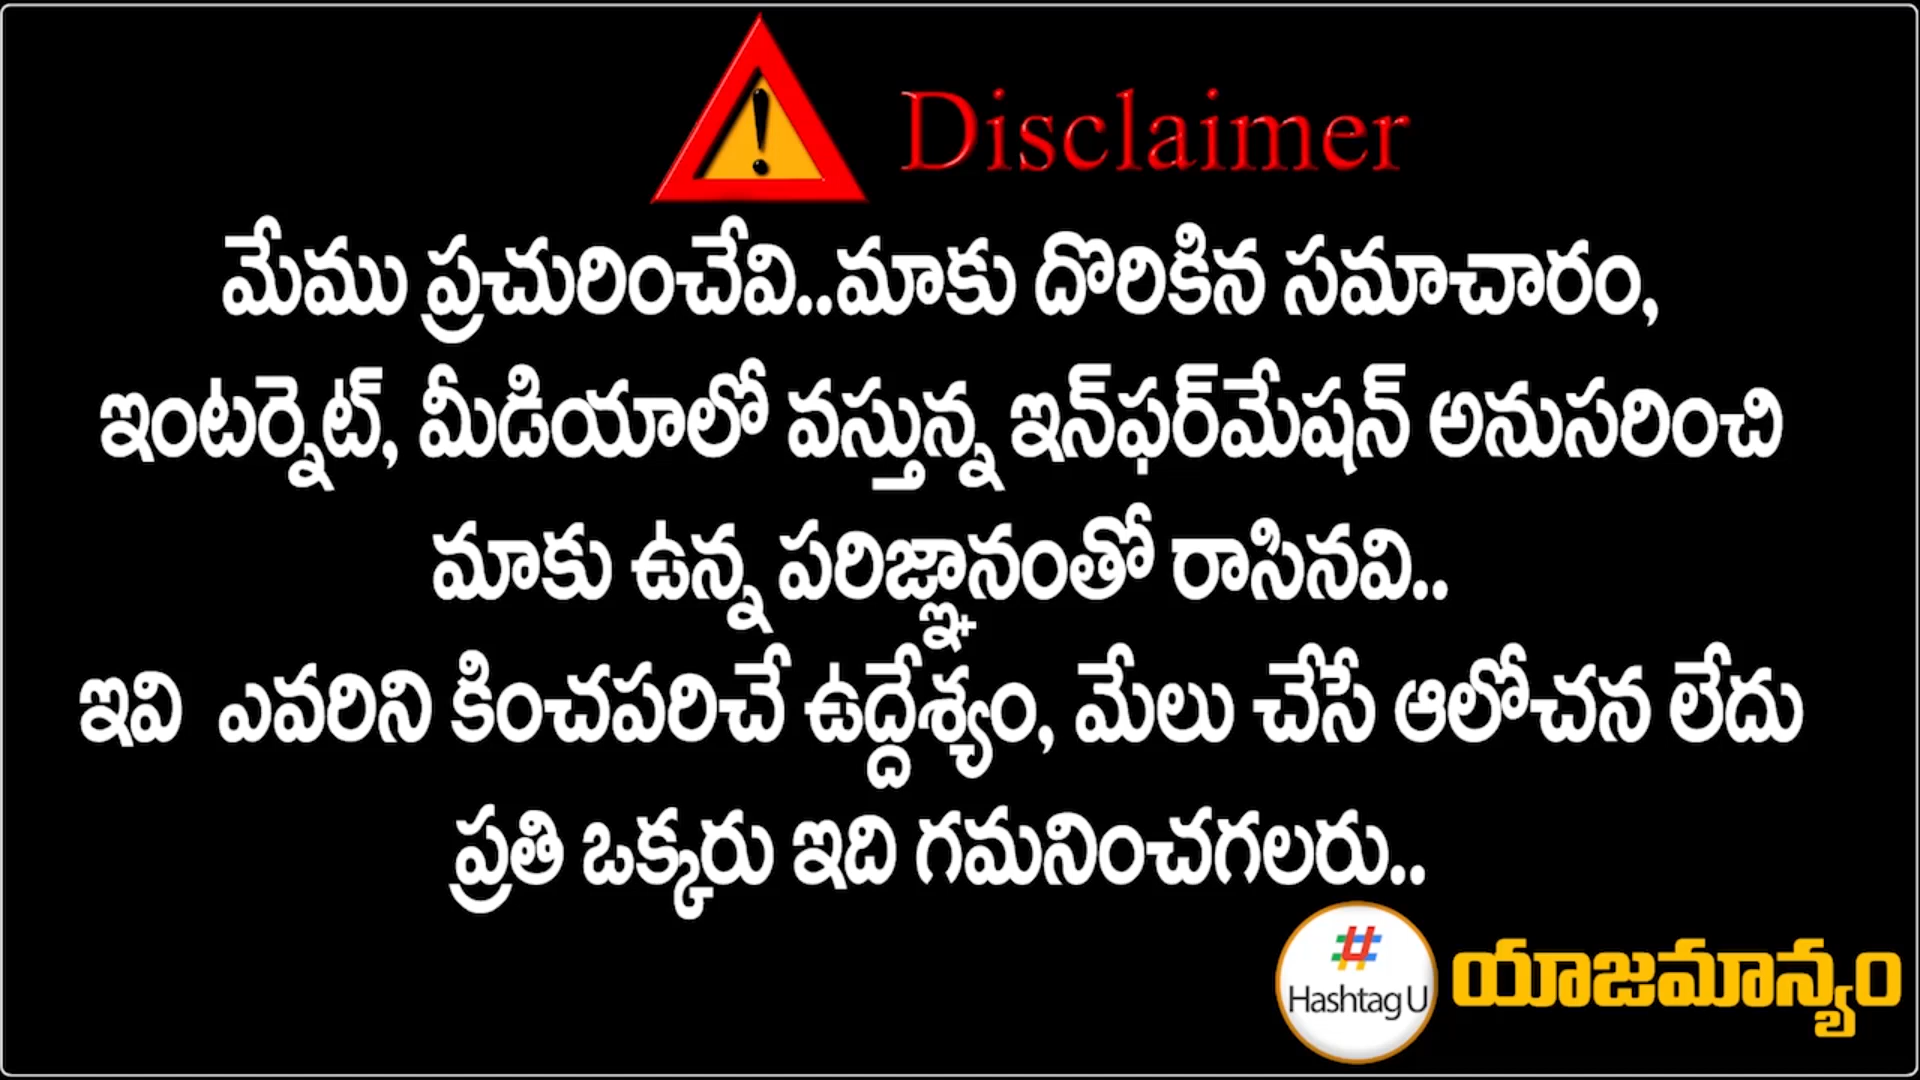 Disclaimer
మేము ప్రచురించేవి..మాకు దొరికిన సమాచారం,
ఇంటర్నెట్, మీడియాలో వస్తున్న ఇన్‌ఫర్‌మేషన్ అనుసరించి
మాకు ఉన్న పరిజ్ఞానంతో రాసినవి..
ఇవి ఎవరిని కించపరిచే ఉద్దేశ్యం, మేలు చేసే ఆలోచన లేదు
ప్రతి ఒక్కరు ఇది గమనించగలరు..
Hashtag U
యాజమాన్యం